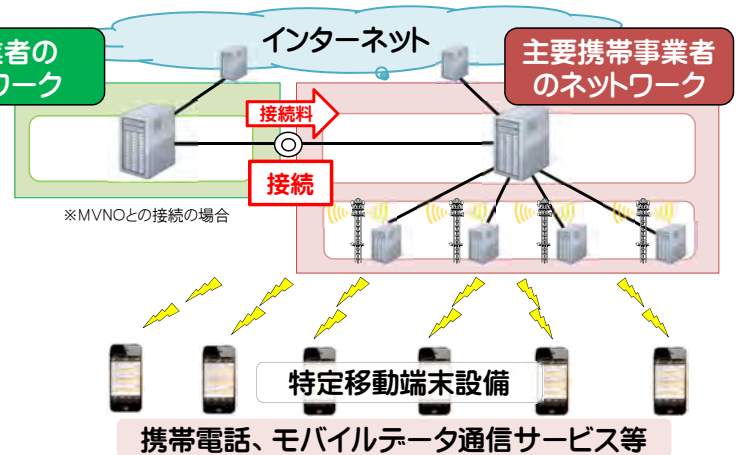 インターネット
業者の
ワーク
主要携帯事業者
のネットワーク
接続料
接続
※MVNOとの接続の場合
特定移動端末設備
携帯電話、モバイルデータ通信サービス等